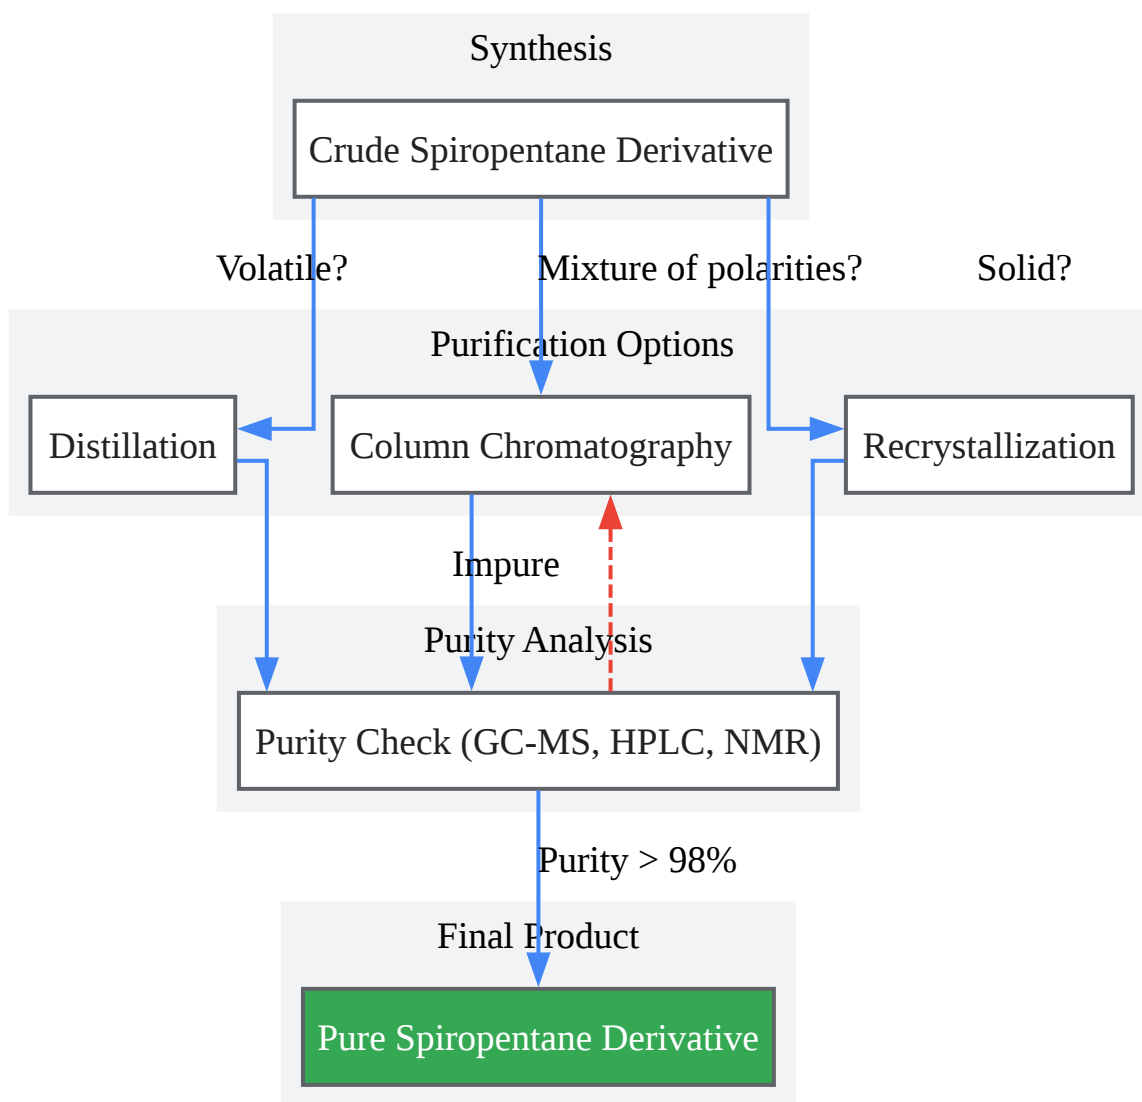 Synthesis
Crude Spiropentane Derivative
Volatile?
Mixture of polarities?
Solid?
Purification Options
Distillation
Column Chromatography
Recrystallization
Impure
Purity Analysis
Purity Check (GC-MS, HPLC, NMR)
Purity > 98%
Final Product
Pure Spiropentane Derivative